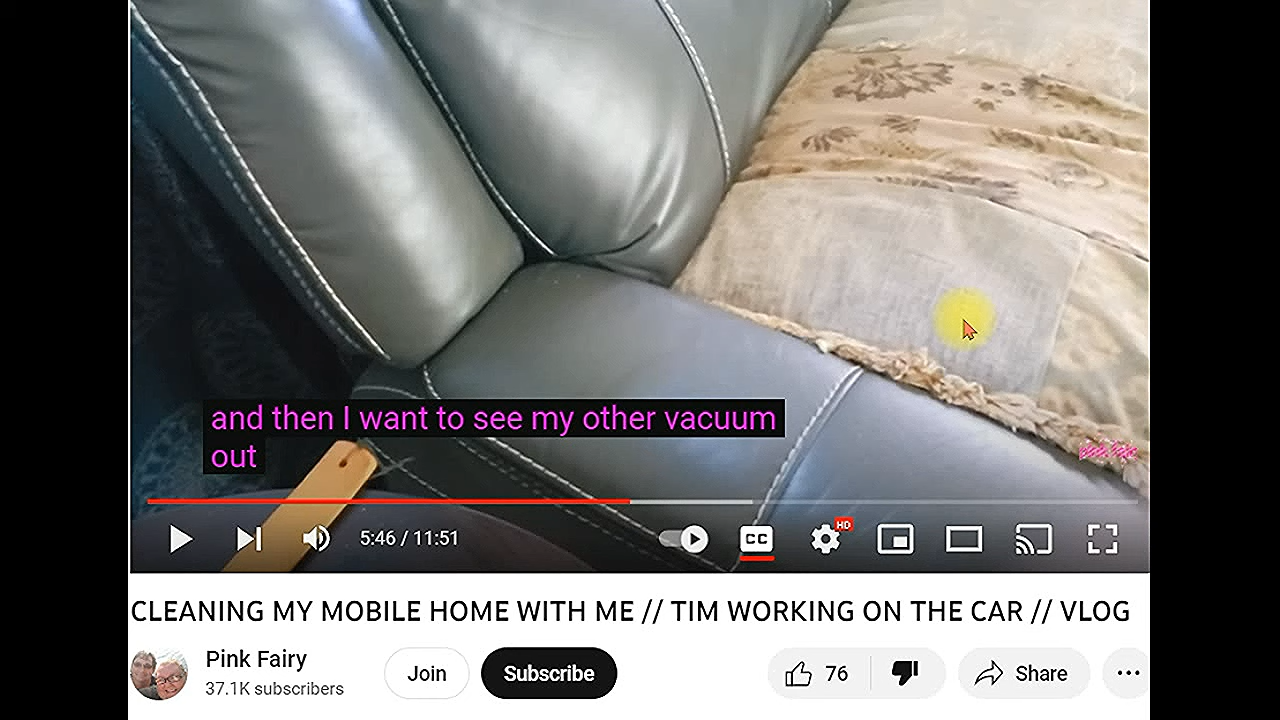 and then I want to see my other vacuum
out
5:46 / 11:51
CC
HD
CLEANING MY MOBILE HOME WITH ME // TIM WORKING ON THE CAR // VLOG
Pink Fairy
37.1K subscribers
Join
Subscribe
76
Share